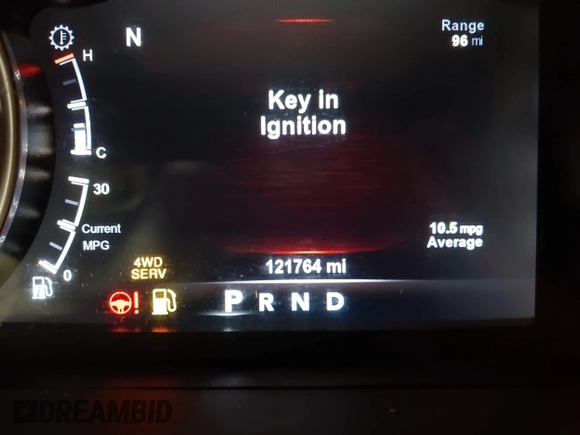 N
Range
96 mi
H
Key in
Ignition
C
30
Current
MPG
10.5 mpg
Average
0
4WD
SERV
121764 mi
! P R N D
DREAMBID